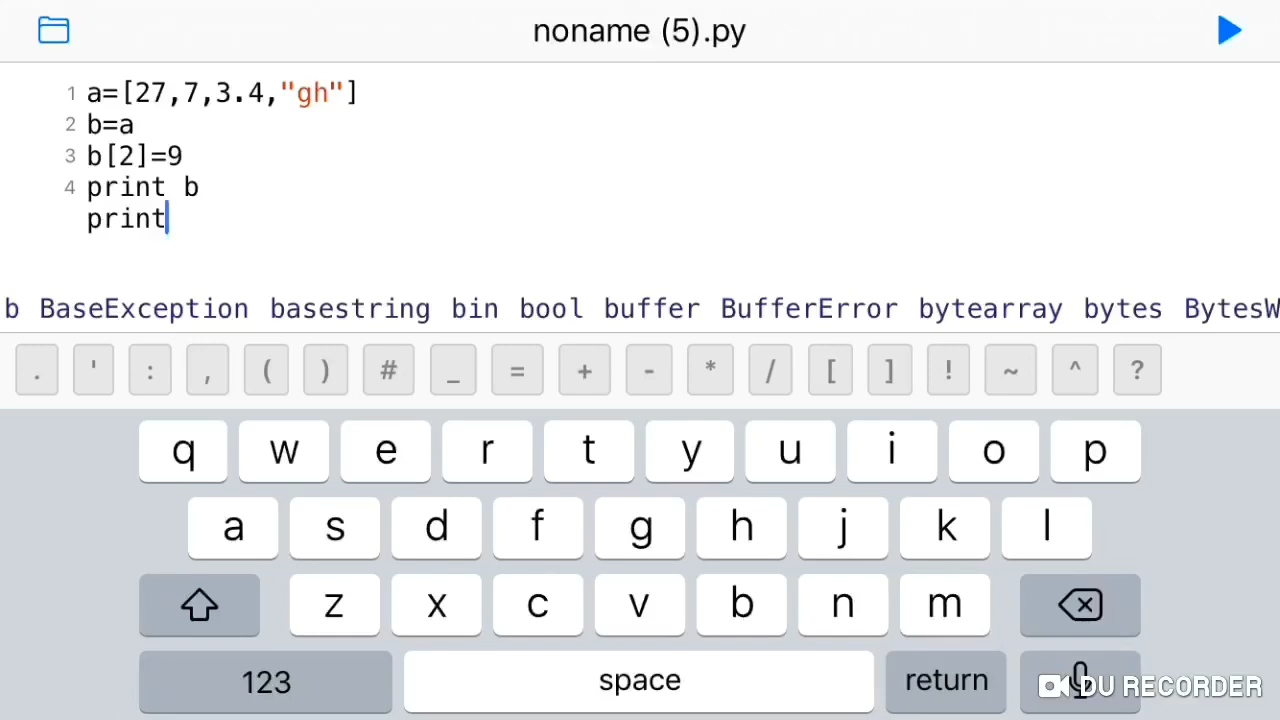 noname (5).py
1 a=[27,7,3.4,"gh"]
2 b=a
3 b[2]=9
4 print b
print
b BaseException basestring bin bool buffer BufferError bytearray bytes BytesW
. ' : , ( ) # _ = + - * / [ ] ! ~ ^ ?
q w e r t y u i o p
a s d f g h j k l
z x c v b n m
123 space return
DU RECORDER